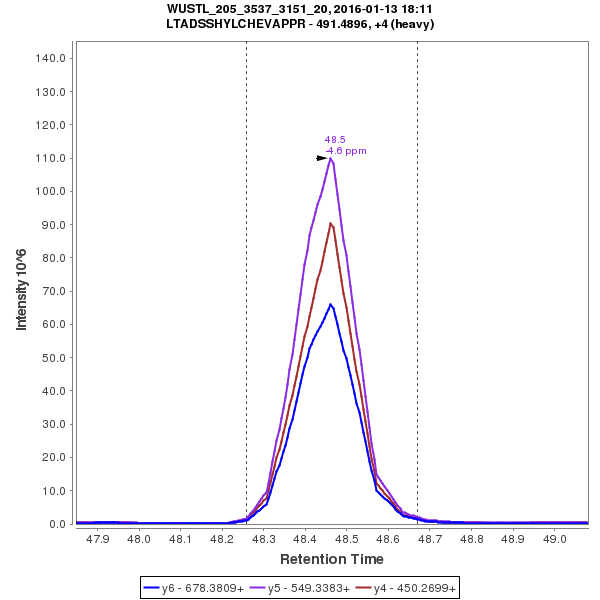 WUSTL_205_3537_3151_20, 2016-01-13 18:11
LTADSSHYLCHEVAPPR - 491.4896, +4 (heavy)
140.0
130.0
120.0
110.0
100.0
90.0
80.0
70.0
60.0
50.0
40.0
30.0
20.0
10.0
0.0
Intensity 10^6
48.5
-4.6 ppm
47.9 48.0 48.1 48.2 48.3 48.4 48.5 48.6 48.7 48.8 48.9 49.0
Retention Time
y6 - 678.3809+ y5 - 549.3383+ y4 - 450.2699+